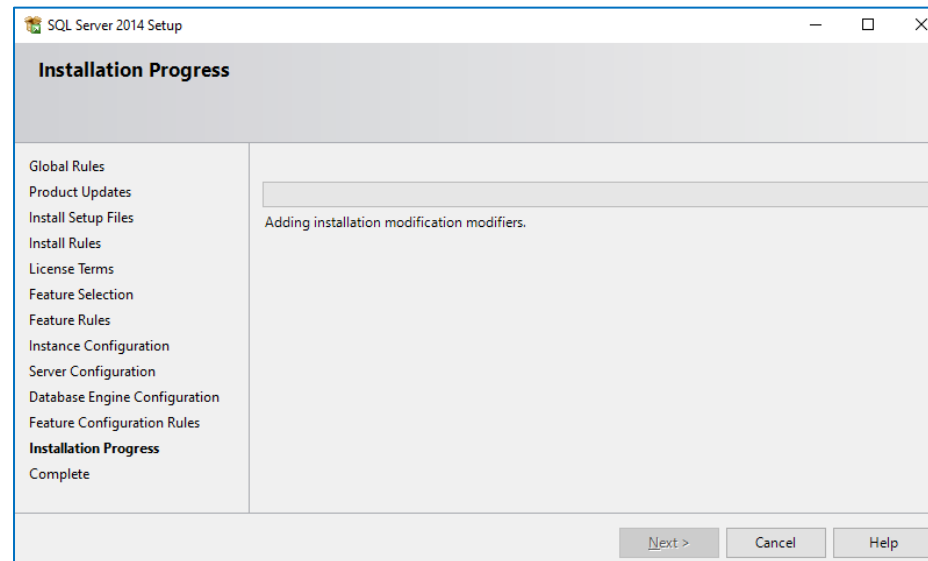 SQL Server 2014 Setup
Installation Progress
Global Rules
Product Updates
Install Setup Files
Install Rules
License Terms
Feature Selection
Feature Rules
Instance Configuration
Server Configuration
Database Engine Configuration
Feature Configuration Rules
Installation Progress
Complete
Adding installation modification modifiers.
Next >
Cancel
Help